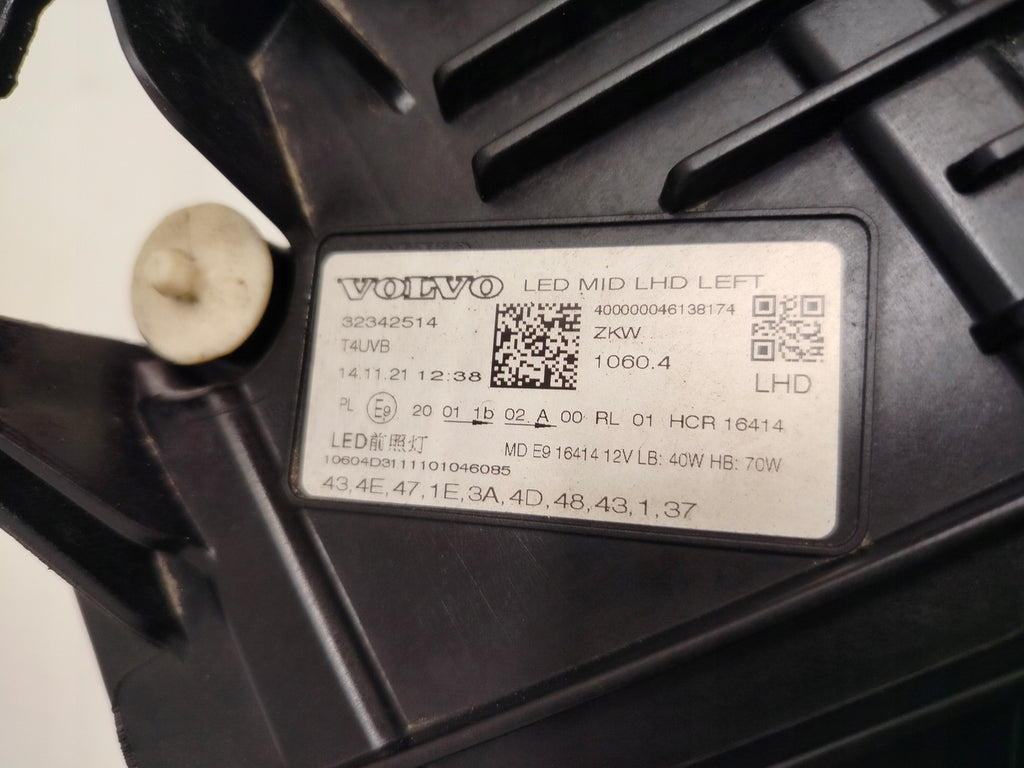 VOLVO LED MID LHD LEFT
32342514
400000046138174
T4UVB
ZKW
14.11.21 12:38
1060.4
LHD
PL E9 20 01 1b 02 A 00 RL 01 HCR 16414
LED前照灯
MD E9 16414 12V LB: 40W HB: 70W
10604D3111101046085
43,4E,47,1E,3A,4D,48,43,1,37